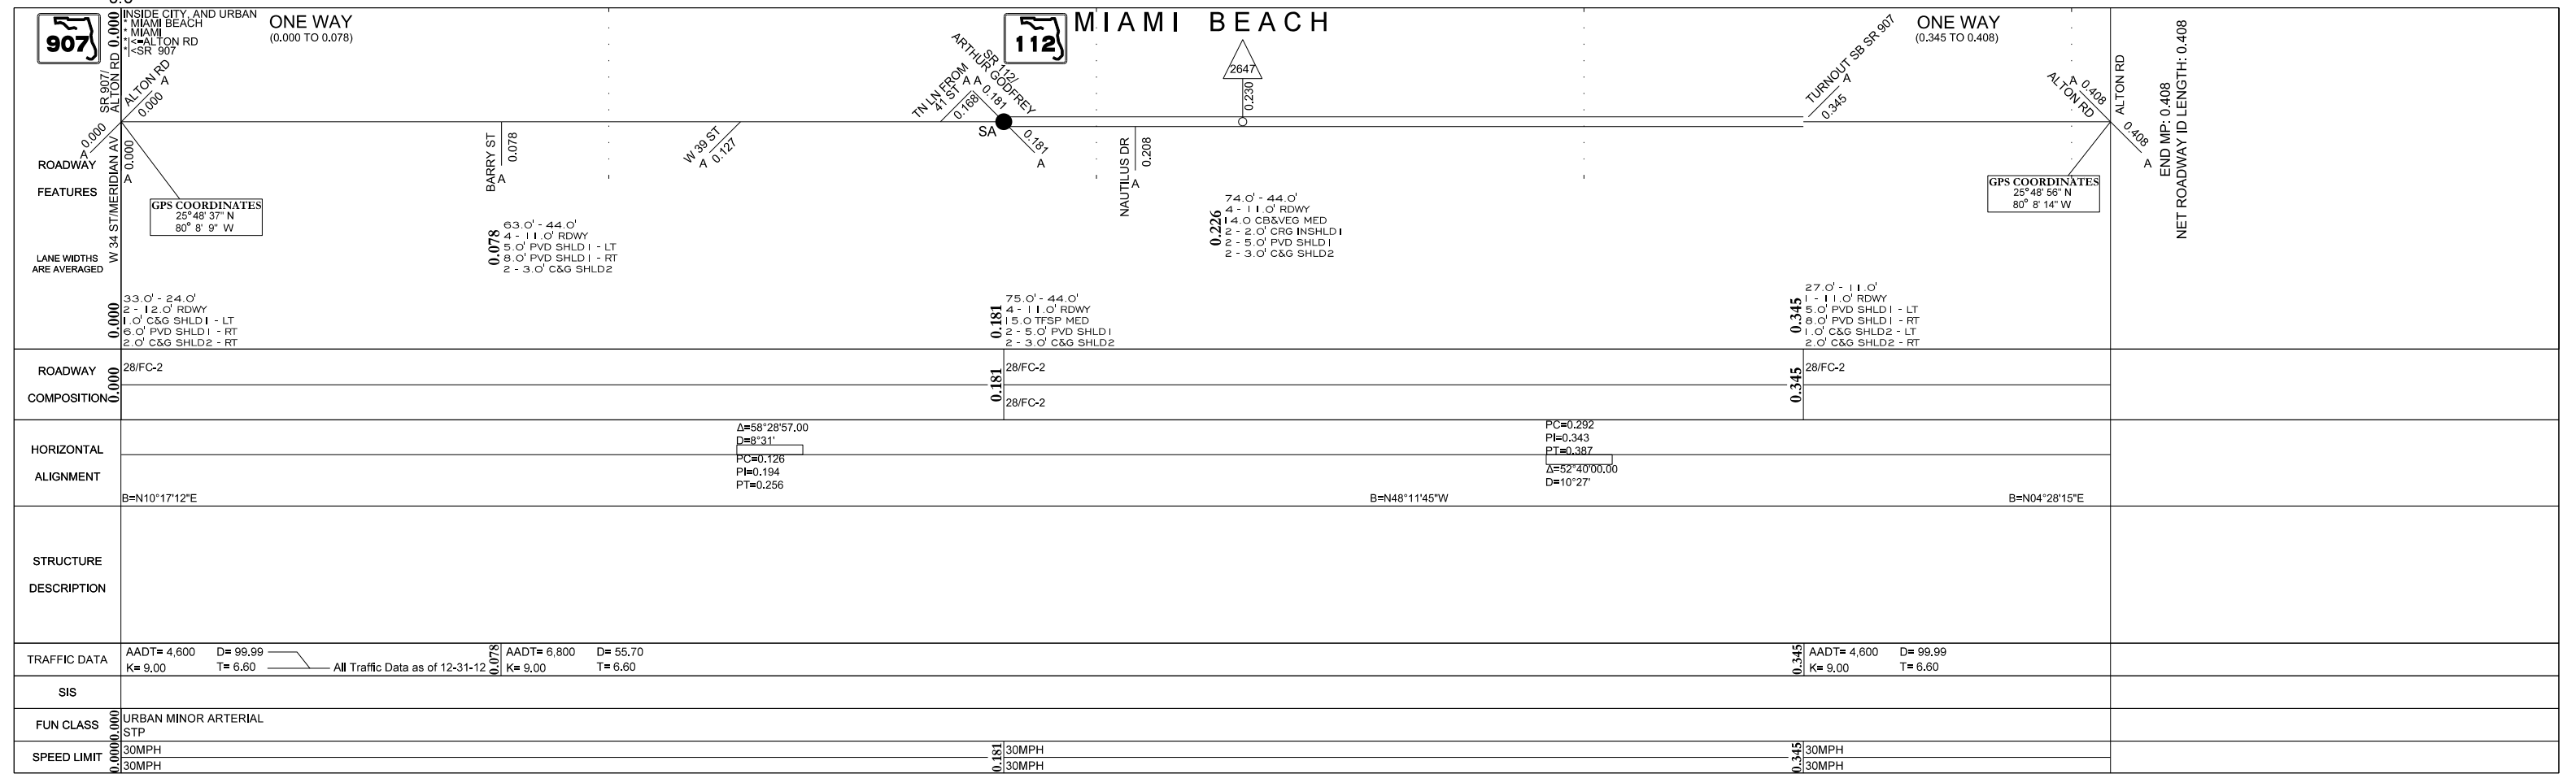 0.0
907
INSIDE CITY, AND URBAN
* MIAMI BEACH
* MIAMI
*|<=ALTON RD
*|<SR 907
ONE WAY
(0.000 TO 0.078)
112
MIAMI BEACH
ONE WAY
(0.345 TO 0.408)
SR 907/
ALTON RD 0.000
ALTON RD
A
0.000
0.000
A
W 34 ST/MERIDIAN AV
0.000
A
BARRY ST
0.078
A
W 39 ST
A 0.127
TN LN FROM
41 ST A
0.168
SR 112/
ARTHUR GODFREY
A 0.181
SA
0.181
A
NAUTILUS DR
0.208
A
2647
0.230
TURNOUT SB SR 907
A
0.345
A 0.408
ALTON RD
ALTON RD
0.408
A
END MP: 0.408
NET ROADWAY ID LENGTH: 0.408
ROADWAY
FEATURES
LANE WIDTHS
ARE AVERAGED
GPS COORDINATES
25°48' 37" N
80° 8' 9" W
GPS COORDINATES
25°48' 56" N
80° 8' 14" W
0.078
63.0' - 44.0'
4 - 11.0' RDWY
5.0' PVD SHLD1 - LT
8.0' PVD SHLD1 - RT
2 - 3.0' C&G SHLD2
0.226
74.0' - 44.0'
4 - 11.0' RDWY
14.0 CB&VEG MED
2 - 2.0' CRG INSHLD1
2 - 5.0' PVD SHLD1
2 - 3.0' C&G SHLD2
0.000
33.0' - 24.0'
2 - 12.0' RDWY
1.0' C&G SHLD1 - LT
6.0' PVD SHLD1 - RT
2.0' C&G SHLD2 - RT
0.181
75.0' - 44.0'
4 - 11.0' RDWY
15.0 TFSP MED
2 - 5.0' PVD SHLD1
2 - 3.0' C&G SHLD2
0.345
27.0' - 11.0'
1 - 11.0' RDWY
5.0' PVD SHLD1 - LT
8.0' PVD SHLD1 - RT
1.0' C&G SHLD2 - LT
2.0' C&G SHLD2 - RT
ROADWAY
COMPOSITION
0.000
28/FC-2
0.181
28/FC-2
28/FC-2
0.345
28/FC-2
HORIZONTAL
ALIGNMENT
Δ=58°28'57.00
D=8°31'
PC=0.126
PI=0.194
PT=0.256
PC=0.292
PI=0.343
PT=0.387
Δ=52°40'00.00
D=10°27'
B=N10°17'12"E
B=N48°11'45"W
B=N04°28'15"E
STRUCTURE
DESCRIPTION
TRAFFIC DATA
AADT= 4,600 D= 99.99
K= 9.00 T= 6.60
All Traffic Data as of 12-31-12
0.078
AADT= 6,800 D= 55.70
K= 9.00 T= 6.60
0.345
AADT= 4,600 D= 99.99
K= 9.00 T= 6.60
SIS
FUN CLASS
0.000
URBAN MINOR ARTERIAL
STP
SPEED LIMIT
0.000
30MPH
30MPH
0.181
30MPH
30MPH
0.345
30MPH
30MPH